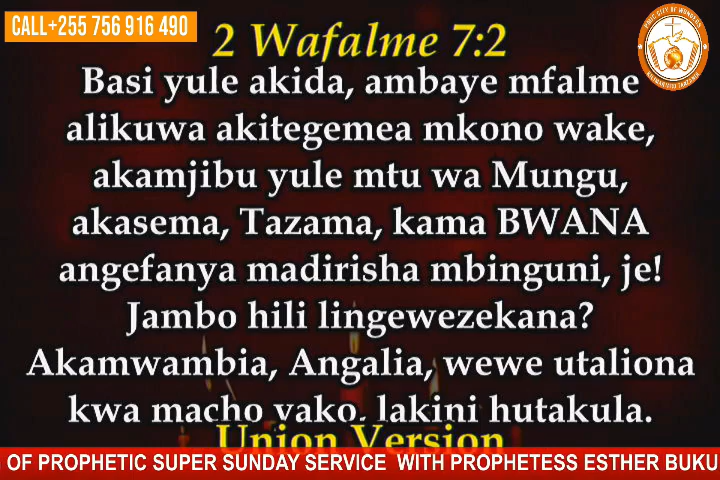 CALL+255 756 916 490
2 Wafalme 7:2
Basi yule akida, ambaye mfalme
alikuwa akitegemea mkono wake,
akamjibu yule mtu wa Mungu,
akasema, Tazama, kama BWANA
angefanya madirisha mbinguni, je!
Jambo hili lingewezekana?
Akamwambia, Angalia, wewe utaliona
kwa macho yako, lakini hutakula.
Union Version
OF PROPHETIC SUPER SUNDAY SERVICE WITH PROPHETESS ESTHER BUKU